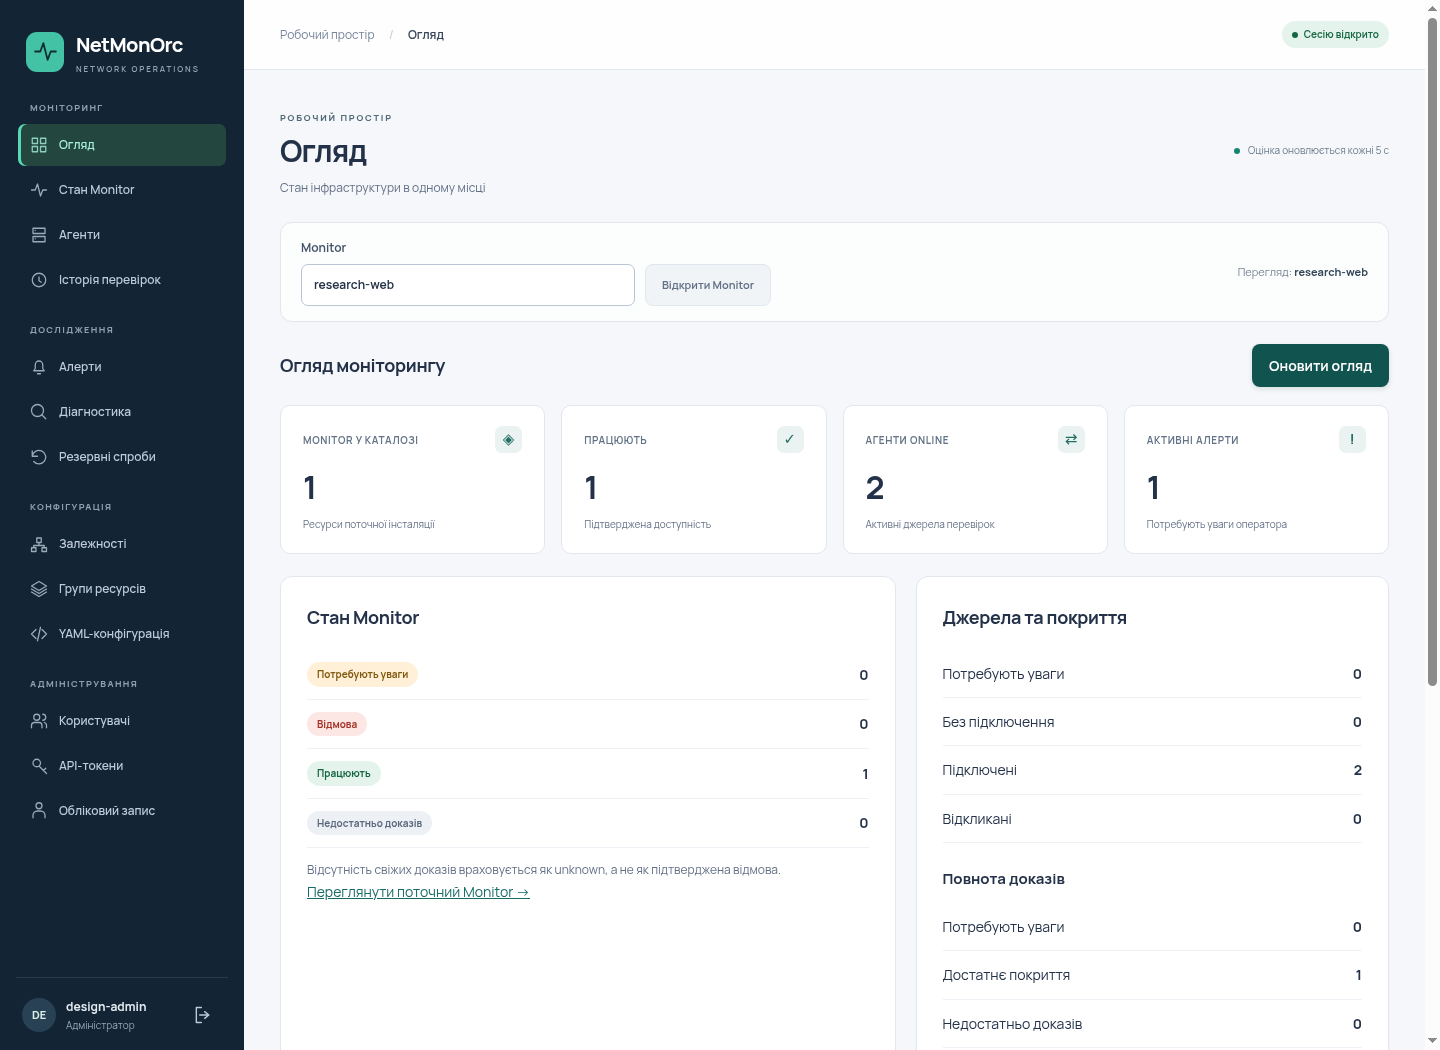 NetMonOrc
NETWORK OPERATIONS
МОНІТОРИНГ
Огляд
Стан Monitor
Агенти
Історія перевірок
ДОСЛІДЖЕННЯ
Алерти
Діагностика
Резервні спроби
КОНФІГУРАЦІЯ
Залежності
Групи ресурсів
YAML-конфігурація
АДМІНІСТРУВАННЯ
Користувачі
API-токени
Обліковий запис
DE
design-admin
Адміністратор
Робочий простір / Огляд
Сесію відкрито
РОБОЧИЙ ПРОСТІР
Огляд
Оцінка оновлюється кожні 5 с
Стан інфраструктури в одному місці
Monitor
research-web
Відкрити Monitor
Перегляд: research-web
Огляд моніторингу
Оновити огляд
MONITOR У КАТАЛОЗІ
1
Ресурси поточної інсталяції
ПРАЦЮЮТЬ
✓
1
Підтверджена доступність
АГЕНТИ ONLINE
⇄
2
Активні джерела перевірок
АКТИВНІ АЛЕРТИ
!
1
Потребують уваги оператора
Стан Monitor
Потребують уваги 0
Відмова 0
Працюють 1
Недостатньо доказів 0
Відсутність свіжих доказів враховується як unknown, а не як підтверджена відмова.
Переглянути поточний Monitor →
Джерела та покриття
Потребують уваги 0
Без підключення 0
Підключені 2
Відкликані 0
Повнота доказів
Потребують уваги 0
Достатнє покриття 1
Недостатньо доказів 0